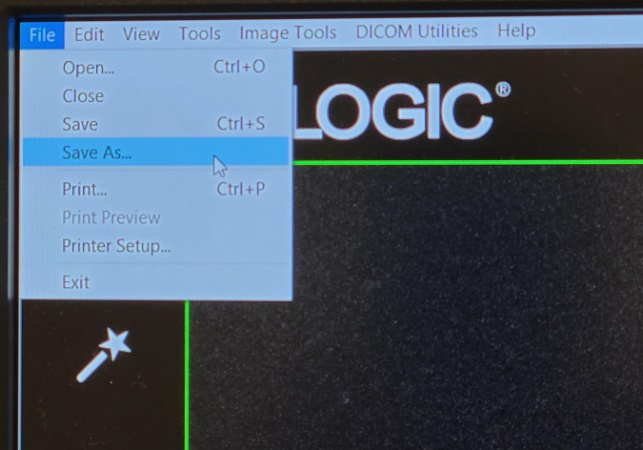 File Edit View Tools Image Tools DICOM Utilities Help
Open... Ctrl+O
Close
Save Ctrl+S
Save As...
Print... Ctrl+P
Print Preview
Printer Setup...
Exit
LOGIC®